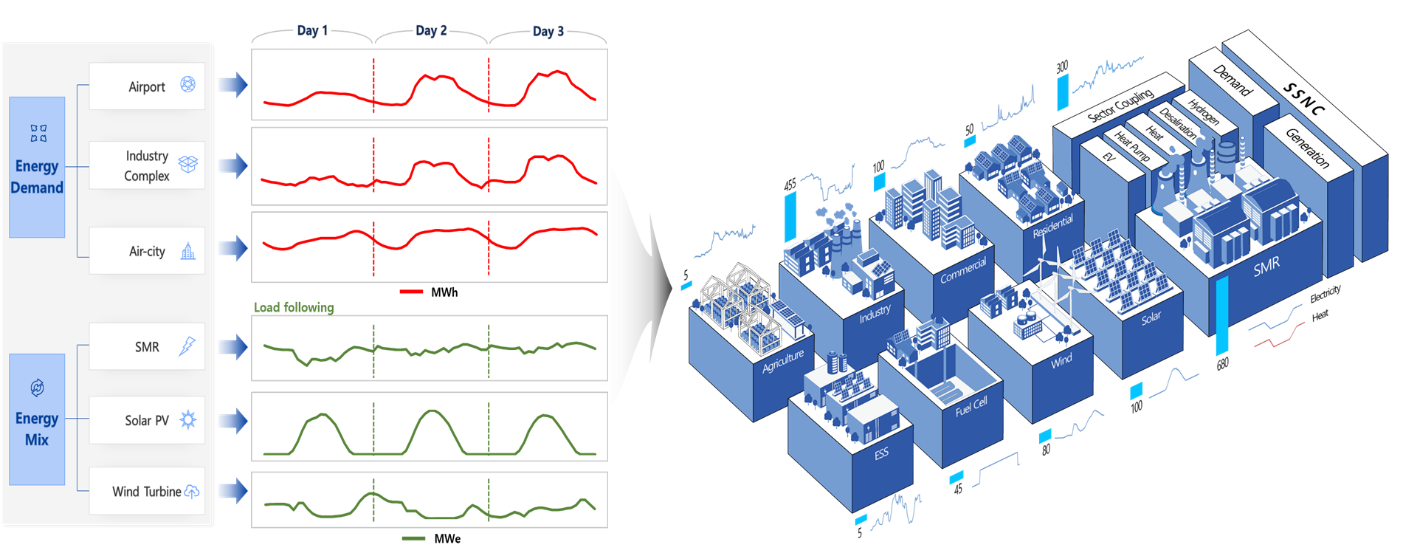 Day 1
Day 2
Day 3
Energy
Demand
Airport
Industry
Complex
Air-city
MWh
Load following
Energy
Mix
SMR
Solar PV
Wind Turbine
MWe
300
50
100
455
5
SSNC
Demand
Generation
Sector Coupling
Hydrogen
Desalination
Heat
Heat Pump
EV
Residential
Commercial
Industry
Agriculture
SMR
Solar
Wind
Fuel Cell
ESS
Electricity
Heat
680
100
80
45
5